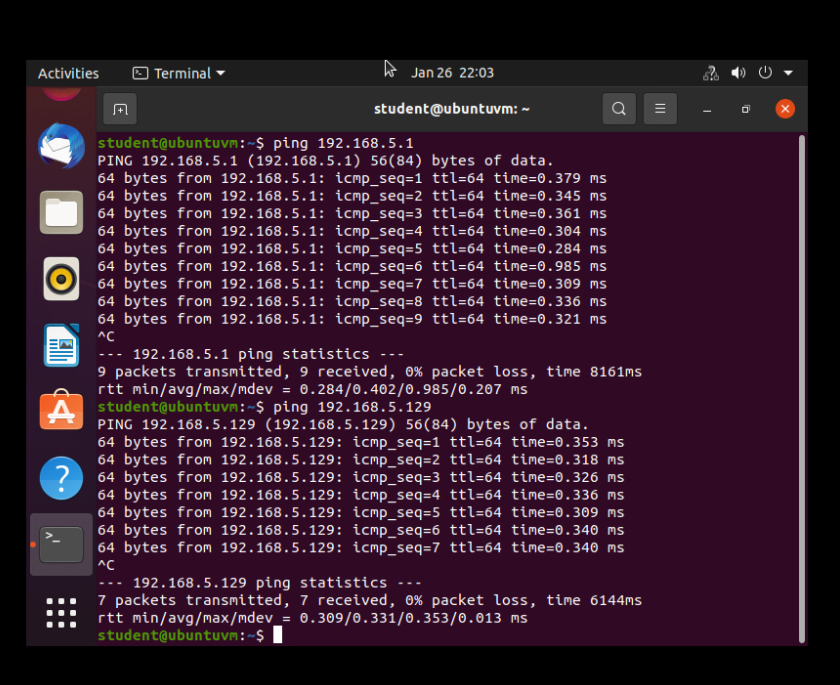 Activities
Terminal
Jan 26 22:03
student@ubuntuvm: ~
student@ubuntuvm:~$ ping 192.168.5.1
PING 192.168.5.1 (192.168.5.1) 56(84) bytes of data.
64 bytes from 192.168.5.1: icmp_seq=1 ttl=64 time=0.379 ms
64 bytes from 192.168.5.1: icmp_seq=2 ttl=64 time=0.345 ms
64 bytes from 192.168.5.1: icmp_seq=3 ttl=64 time=0.361 ms
64 bytes from 192.168.5.1: icmp_seq=4 ttl=64 time=0.304 ms
64 bytes from 192.168.5.1: icmp_seq=5 ttl=64 time=0.284 ms
64 bytes from 192.168.5.1: icmp_seq=6 ttl=64 time=0.985 ms
64 bytes from 192.168.5.1: icmp_seq=7 ttl=64 time=0.309 ms
64 bytes from 192.168.5.1: icmp_seq=8 ttl=64 time=0.336 ms
64 bytes from 192.168.5.1: icmp_seq=9 ttl=64 time=0.321 ms
^C
--- 192.168.5.1 ping statistics ---
9 packets transmitted, 9 received, 0% packet loss, time 8161ms
rtt min/avg/max/mdev = 0.284/0.402/0.985/0.207 ms
student@ubuntuvm:~$ ping 192.168.5.129
PING 192.168.5.129 (192.168.5.129) 56(84) bytes of data.
64 bytes from 192.168.5.129: icmp_seq=1 ttl=64 time=0.353 ms
64 bytes from 192.168.5.129: icmp_seq=2 ttl=64 time=0.318 ms
64 bytes from 192.168.5.129: icmp_seq=3 ttl=64 time=0.326 ms
64 bytes from 192.168.5.129: icmp_seq=4 ttl=64 time=0.336 ms
64 bytes from 192.168.5.129: icmp_seq=5 ttl=64 time=0.309 ms
64 bytes from 192.168.5.129: icmp_seq=6 ttl=64 time=0.340 ms
64 bytes from 192.168.5.129: icmp_seq=7 ttl=64 time=0.340 ms
^C
--- 192.168.5.129 ping statistics ---
7 packets transmitted, 7 received, 0% packet loss, time 6144ms
rtt min/avg/max/mdev = 0.309/0.331/0.353/0.013 ms
student@ubuntuvm:~$